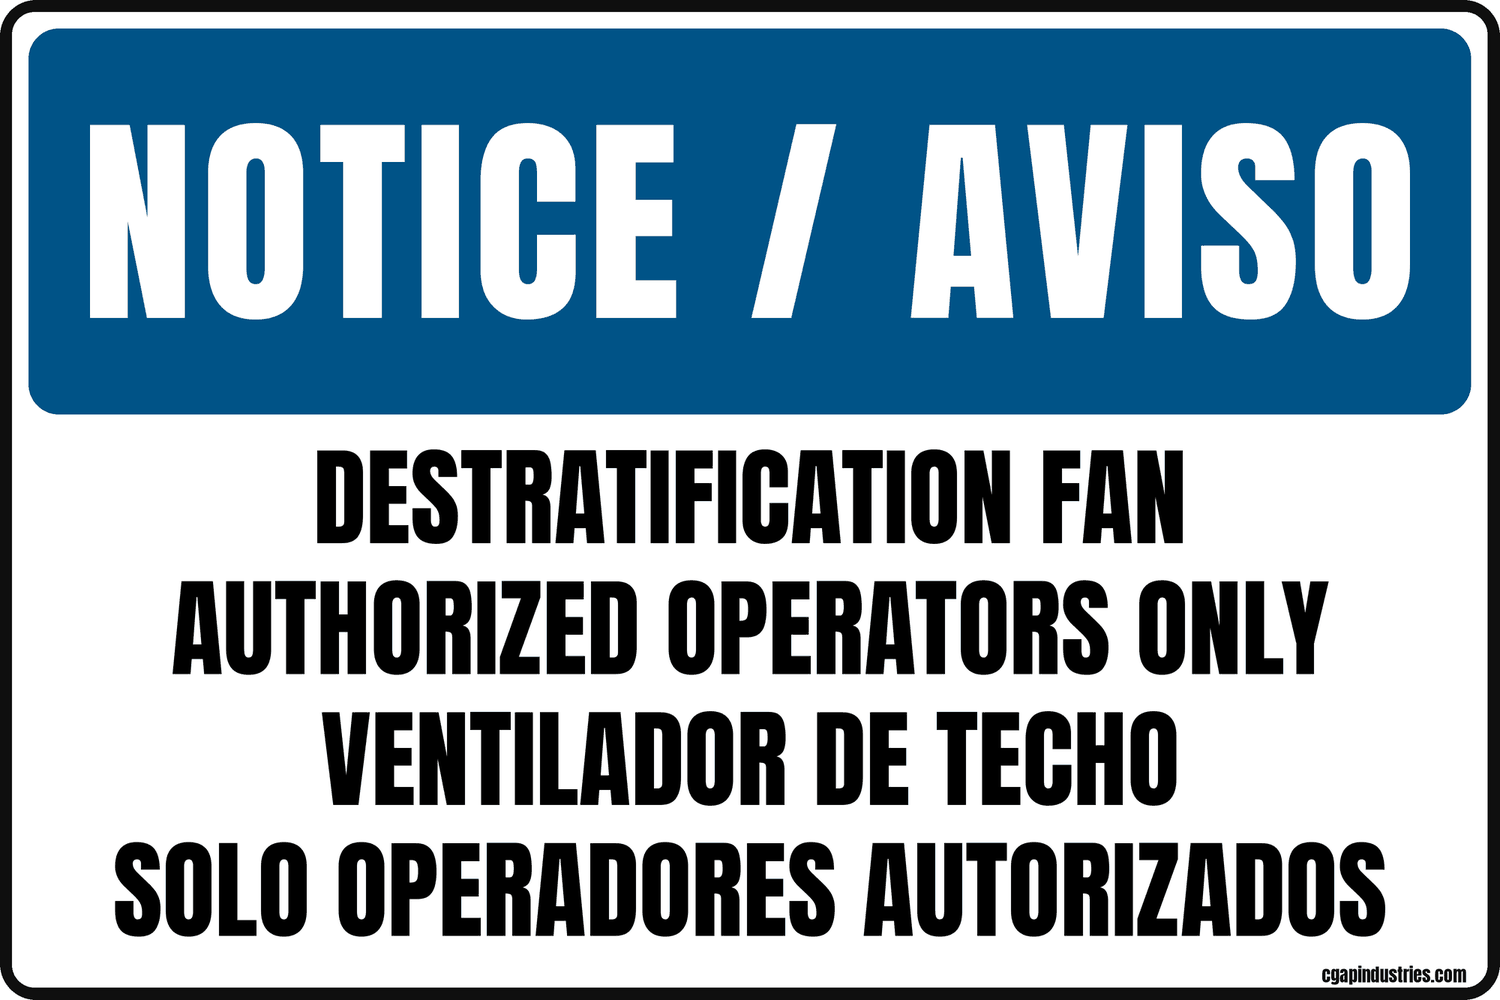 NOTICE / AVISO
DESTRATIFICATION FAN
AUTHORIZED OPERATORS ONLY
VENTILADOR DE TECHO
SOLO OPERADORES AUTORIZADOS
cgapindustries.com